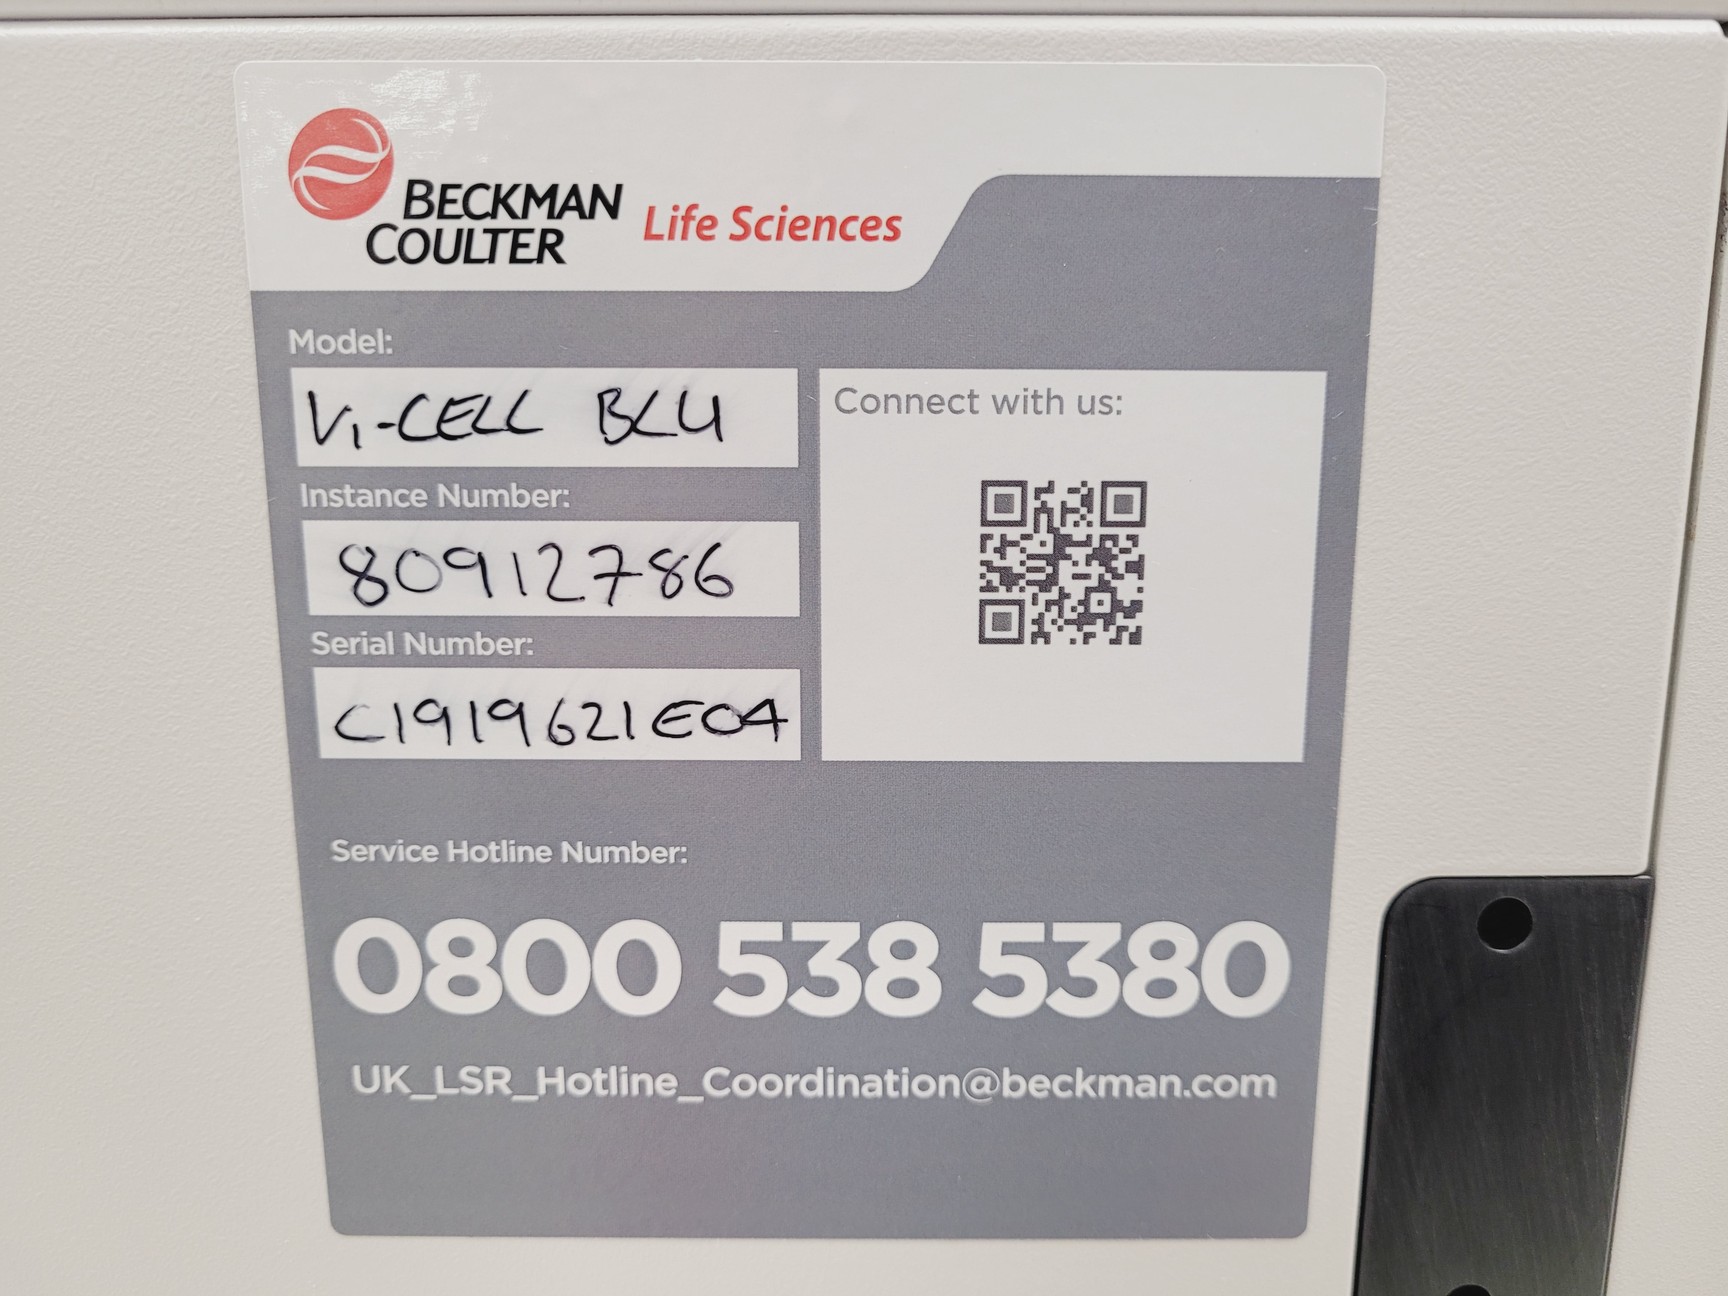 BECKMAN
COULTER
Life Sciences
Model:
Vi-CELL BLU
Connect with us:
Instance Number:
80912786
Serial Number:
C1919621E04
Service Hotline Number:
0800 538 5380
UK_LSR_Hotline_Coordination@beckman.com